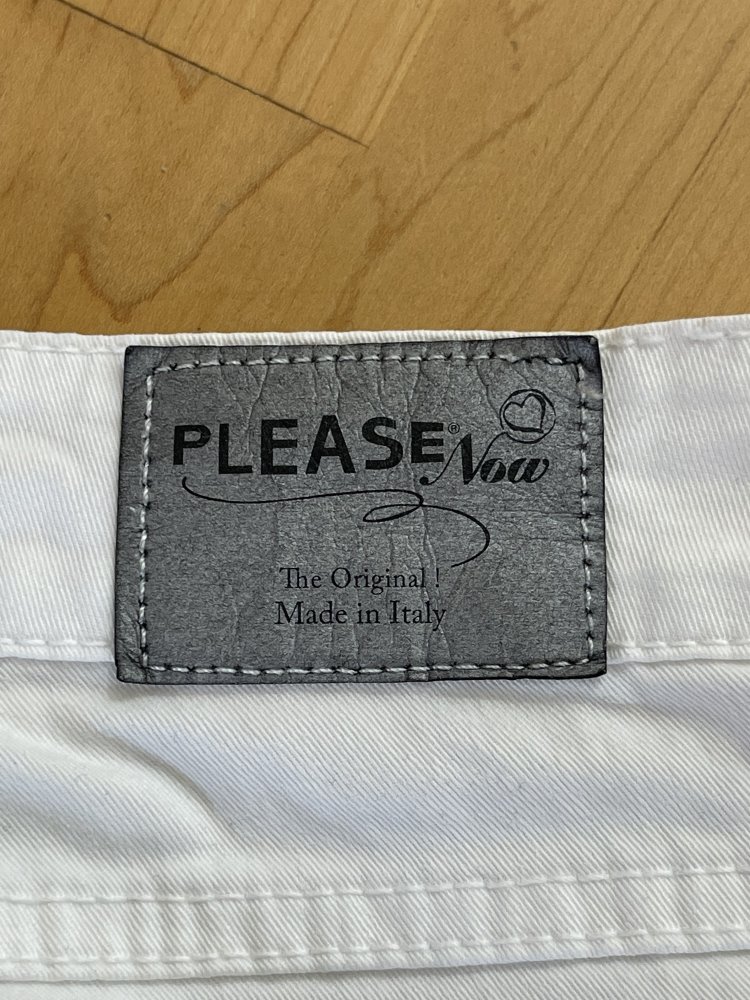 PLEASE® Now
The Original !
Made in Italy